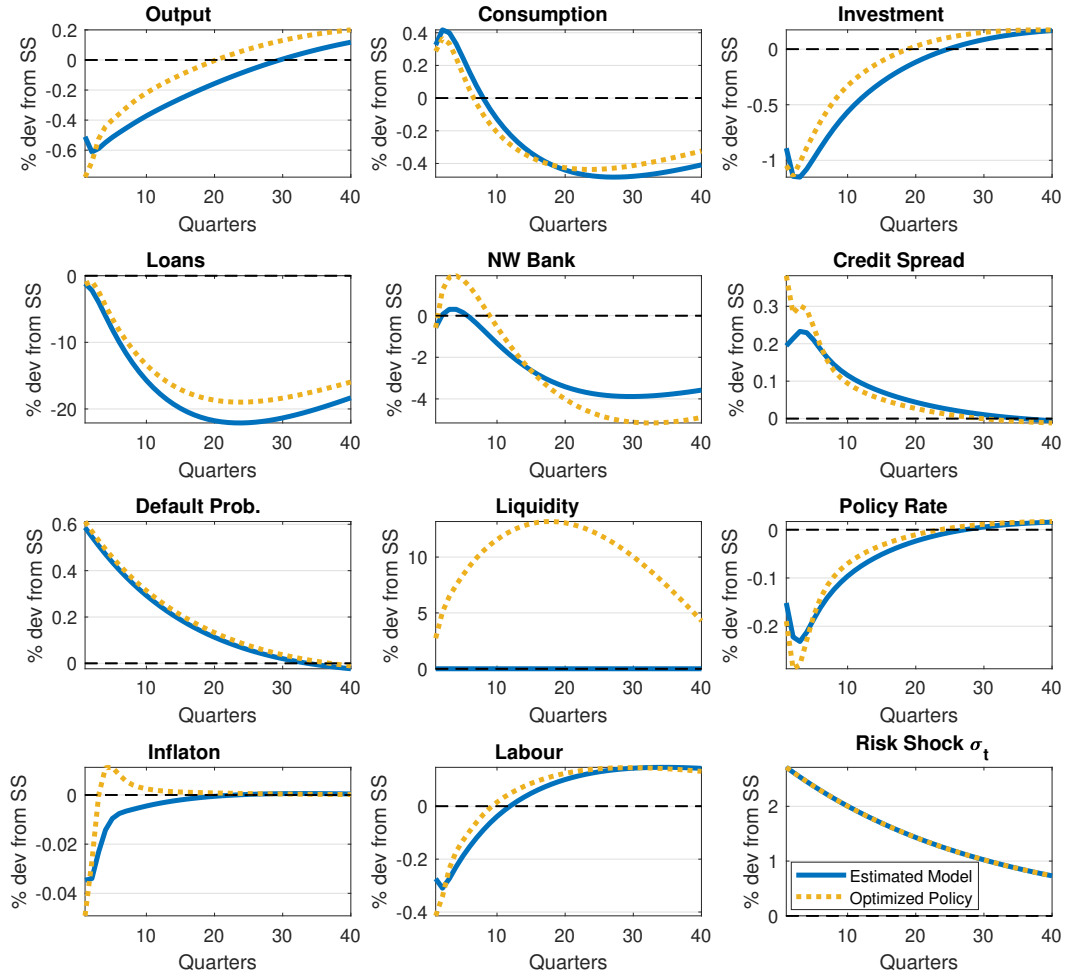 Output
% dev from SS
0.2
0
-0.2
-0.4
-0.6
10 20 30 40
Quarters
Consumption
% dev from SS
0.4
0.2
0
-0.2
-0.4
10 20 30 40
Quarters
Investment
% dev from SS
0
-0.5
-1
10 20 30 40
Quarters
Loans
% dev from SS
0
-10
-20
10 20 30 40
Quarters
NW Bank
% dev from SS
0
-2
-4
10 20 30 40
Quarters
Credit Spread
% dev from SS
0.3
0.2
0.1
0
10 20 30 40
Quarters
Default Prob.
% dev from SS
0.6
0.4
0.2
0
10 20 30 40
Quarters
Liquidity
% dev from SS
10
5
0
10 20 30 40
Quarters
Policy Rate
% dev from SS
0
-0.1
-0.2
10 20 30 40
Quarters
Inflaton
% dev from SS
0
-0.02
-0.04
10 20 30 40
Quarters
Labour
% dev from SS
0
-0.2
-0.4
10 20 30 40
Quarters
Risk Shock σt
% dev from SS
2
1
0
Estimated Model
Optimized Policy
10 20 30 40
Quarters